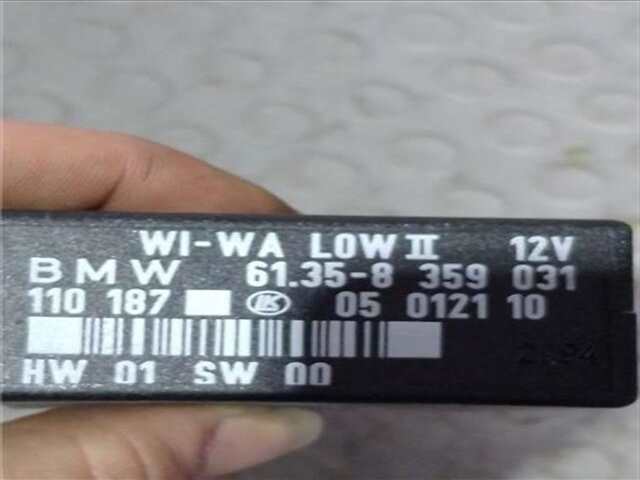 WI-WA LOW II 12V
BMW 61.35-8 359 031
110 187 LK 05 0121 10
HW 01 SW 00